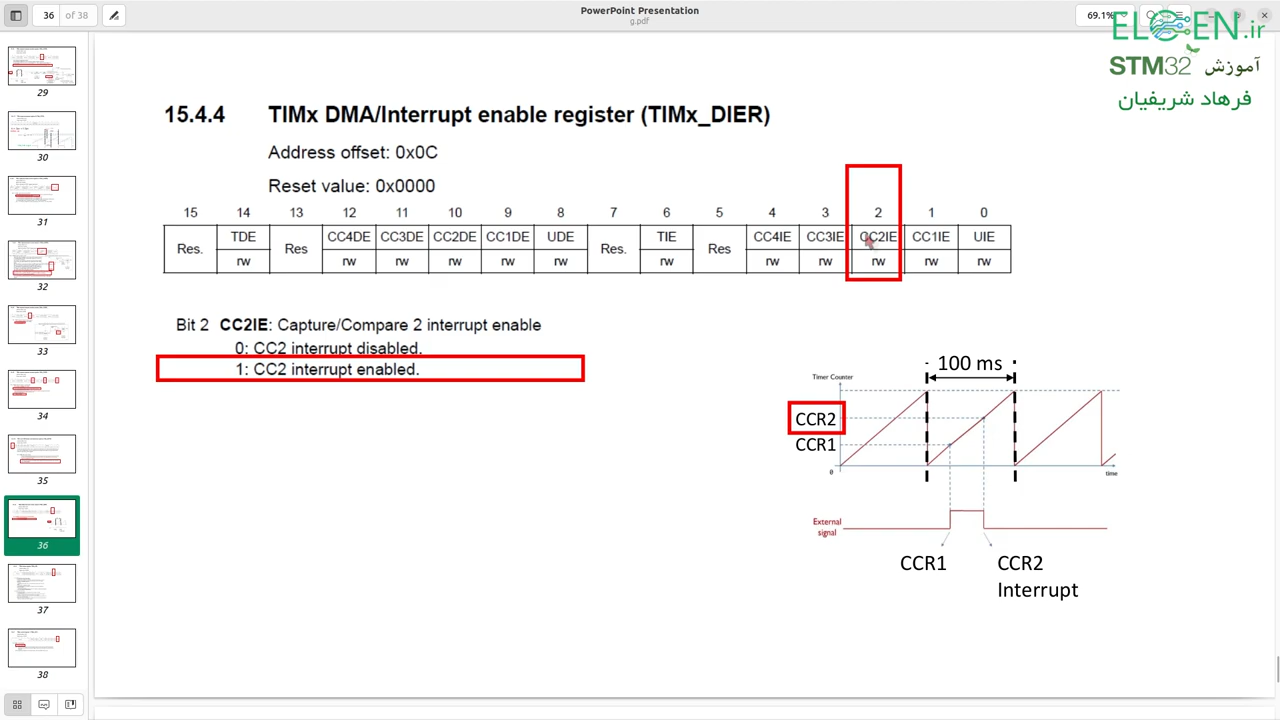 36 of 38
PowerPoint Presentation
g.pdf
69.1%
ELGEN.ir
آموزش STM32
فرهاد شریفیان
29
30
31
32
33
34
35
36
37
38
15.4.4 TIMx DMA/Interrupt enable register (TIMx_DIER)
Address offset: 0x0C
Reset value: 0x0000
15 14 13 12 11 10 9 8 7 6 5 4 3 2 1 0
Res. TDE Res CC4DE CC3DE CC2DE CC1DE UDE Res. TIE Res CC4IE CC3IE CC2IE CC1IE UIE
rw rw rw rw rw rw rw rw rw rw rw rw
Bit 2 CC2IE: Capture/Compare 2 interrupt enable
0: CC2 interrupt disabled.
1: CC2 interrupt enabled.
100 ms
Timer Counter
CCR2
CCR1
0
time
External
signal
CCR1 CCR2
Interrupt